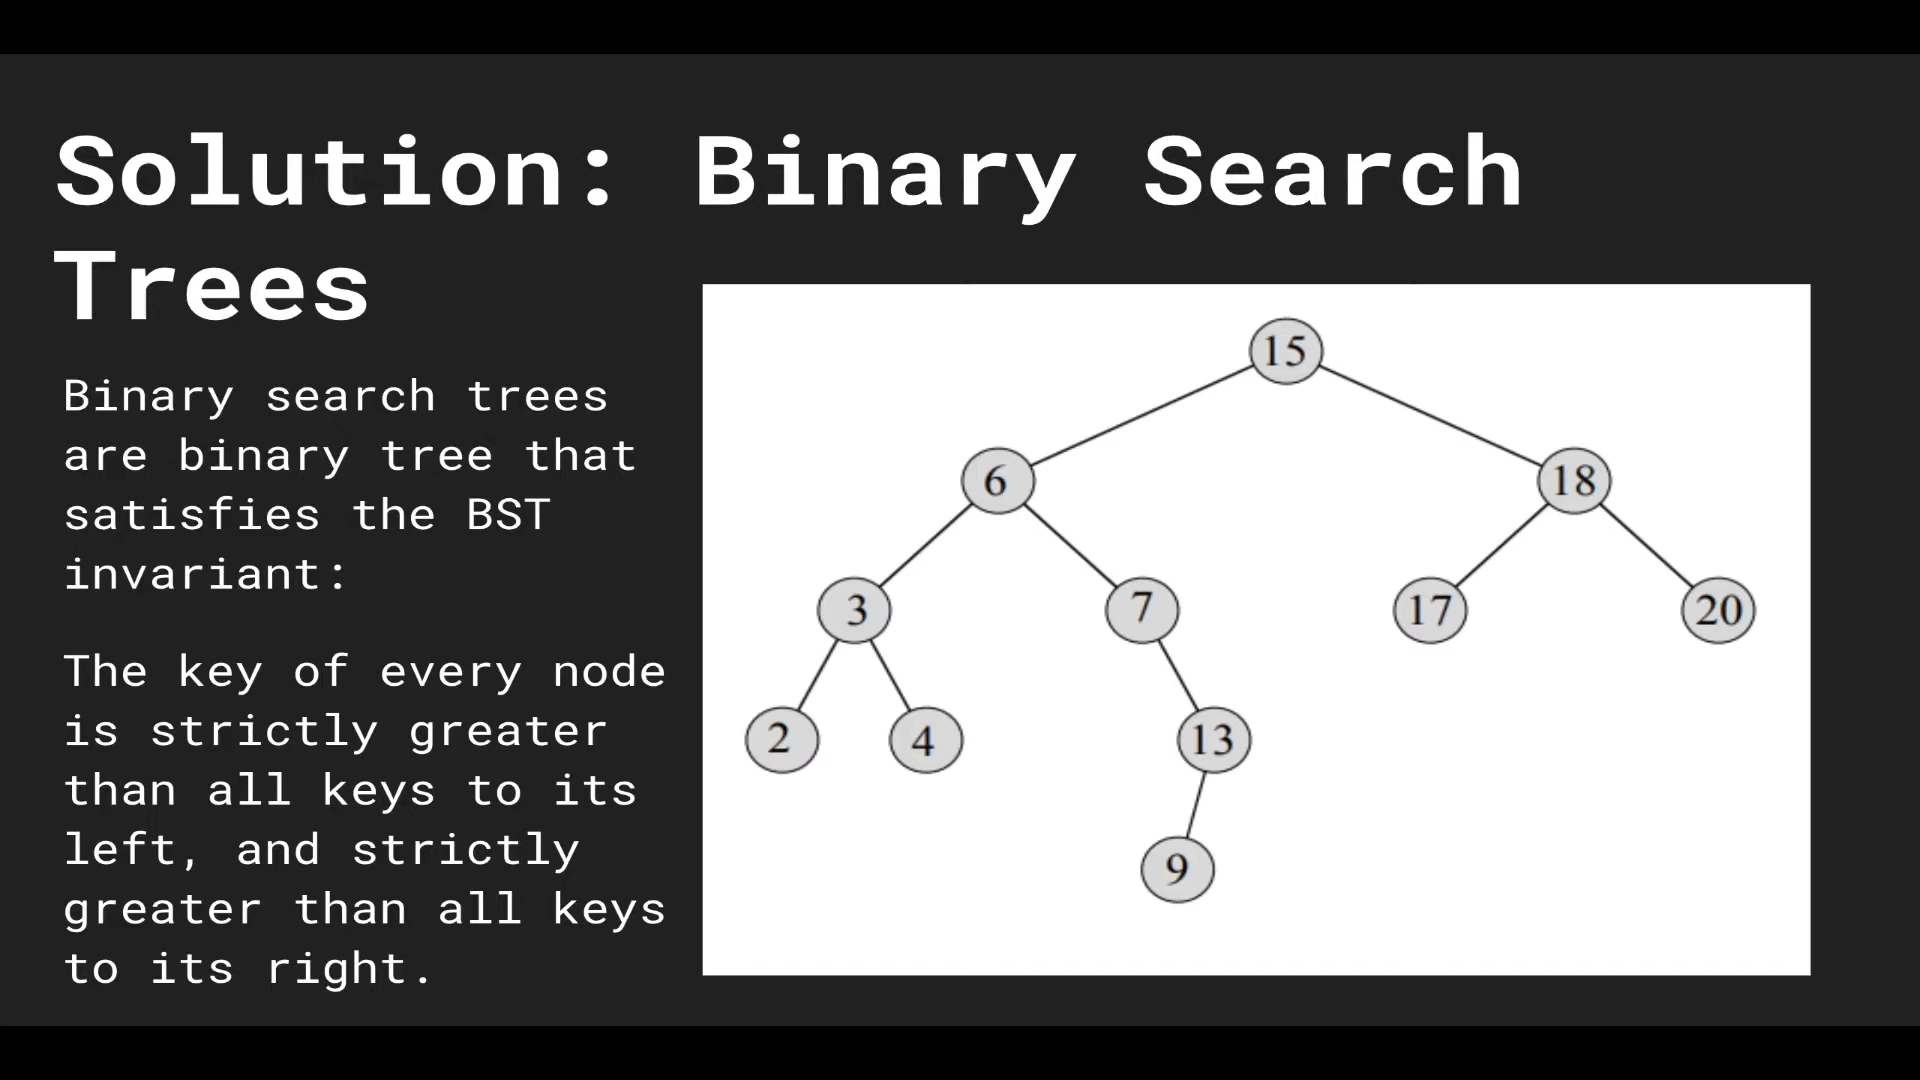 Solution: Binary Search
Trees
Binary search trees
are binary tree that
satisfies the BST
invariant:
The key of every node
is strictly greater
than all keys to its
left, and strictly
greater than all keys
to its right.
15
6
18
3
7
17
20
2
4
13
9